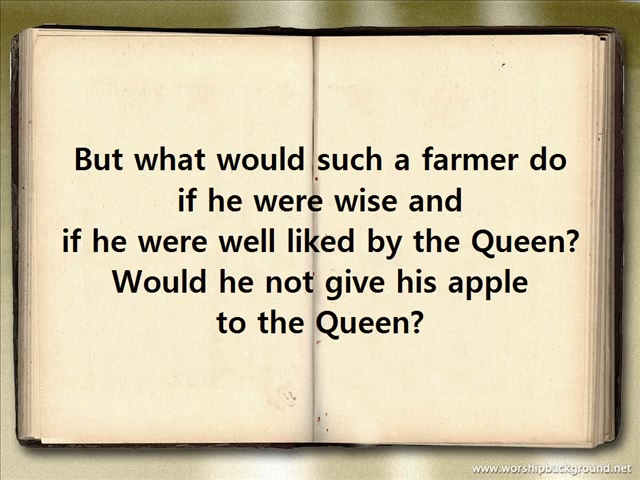 But what would such a farmer do
if he were wise and
if he were well liked by the Queen?
Would he not give his apple
to the Queen?
www.worshipbackground.net